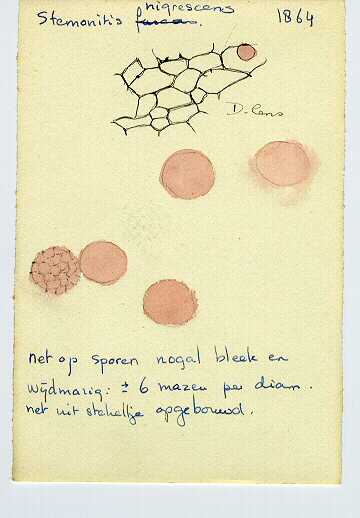 nigrescens
Stemonitis fusca. 1864
D-lens
net op sporen nogal bleek en
wijdmazig: ± 6 mazen per diam.
net uit stekeltje opgebouwd.